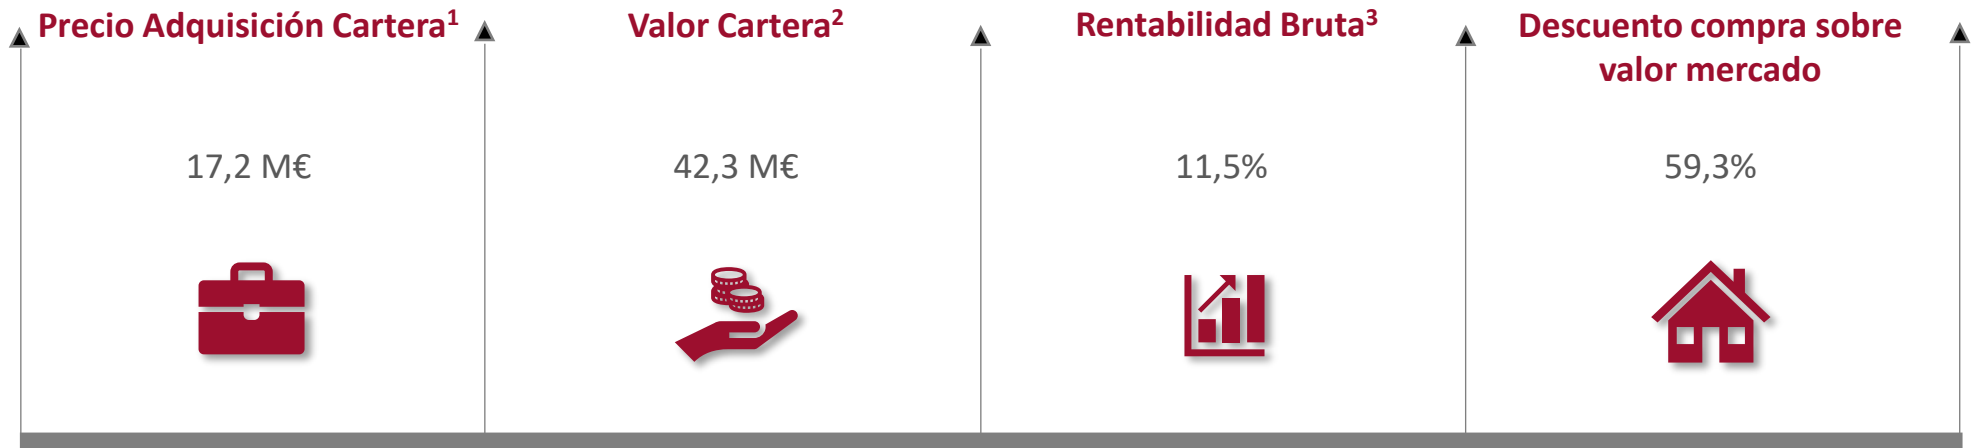 Precio Adquisición Cartera¹
Valor Cartera²
Rentabilidad Bruta³
Descuento compra sobre
valor mercado
17,2 M€
42,3 M€
11,5%
59,3%